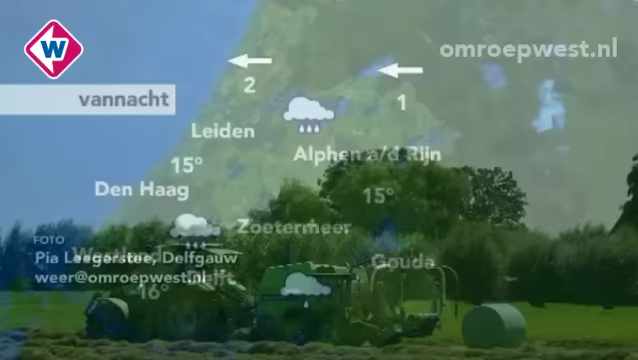 W
omroepwest.nl
2
vannacht
1
Leiden
Alphen a/d Rijn
15°
15°
Den Haag
Zoetermeer
FOTO
Pia Leegerstee, Delfgauw
Gouda
weer@omroepwest.nl
Delft
16°